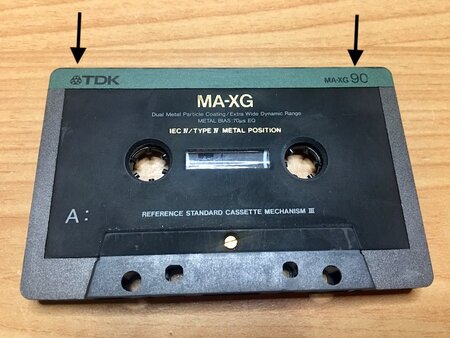 TDK MA-XG 90
MA-XG
Dual Metal Particle Coating/Extra Wide Dynamic Range
METAL BIAS:70μs EQ
IEC Ⅳ/TYPE Ⅳ METAL POSITION
A:
REFERENCE STANDARD CASSETTE MECHANISM Ⅲ